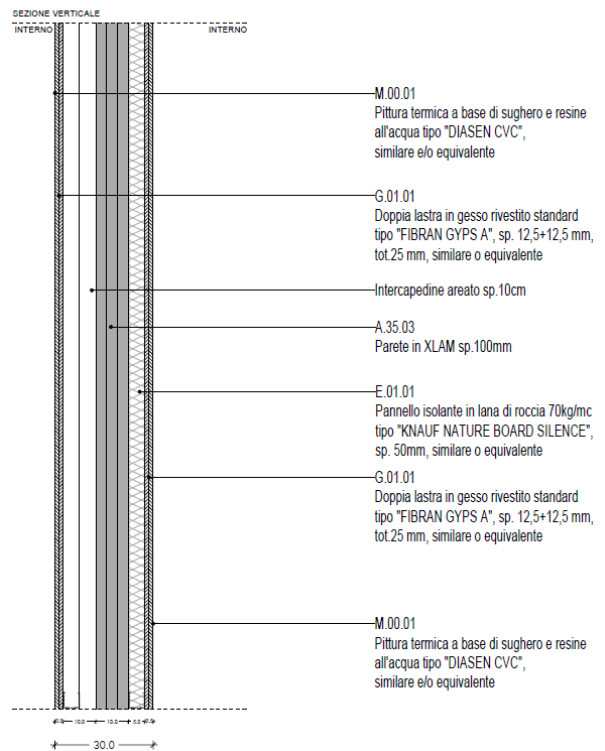 SEZIONE VERTICALE
INTERNO
INTERNO
M.00.01
Pittura termica a base di sughero e resine
all'acqua tipo "DIASEN CVC",
similare e/o equivalente
G.01.01
Doppia lastra in gesso rivestito standard
tipo "FIBRAN GYPS A", sp. 12,5+12,5 mm,
tot.25 mm, similare o equivalente
Intercapedine areato sp.10cm
A.35.03
Parete in XLAM sp.100mm
E.01.01
Pannello isolante in lana di roccia 70kg/mc
tipo "KNAUF NATURE BOARD SILENCE",
sp. 50mm, similare o equivalente
G.01.01
Doppia lastra in gesso rivestito standard
tipo "FIBRAN GYPS A", sp. 12,5+12,5 mm,
tot.25 mm, similare o equivalente
M.00.01
Pittura termica a base di sughero e resine
all'acqua tipo "DIASEN CVC",
similare e/o equivalente
10.0 10.0 5.0
30.0